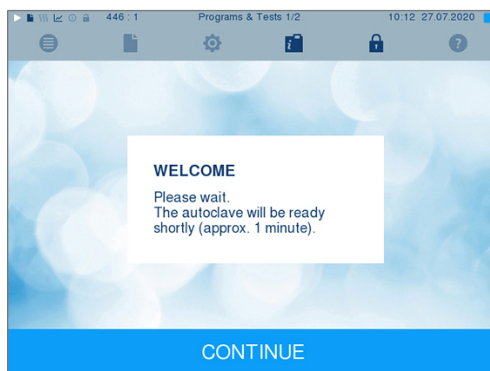 446 : 1 Programs & Tests 1/2 10:12 27.07.2020
i
?
WELCOME
Please wait.
The autoclave will be ready
shortly (approx. 1 minute).
CONTINUE